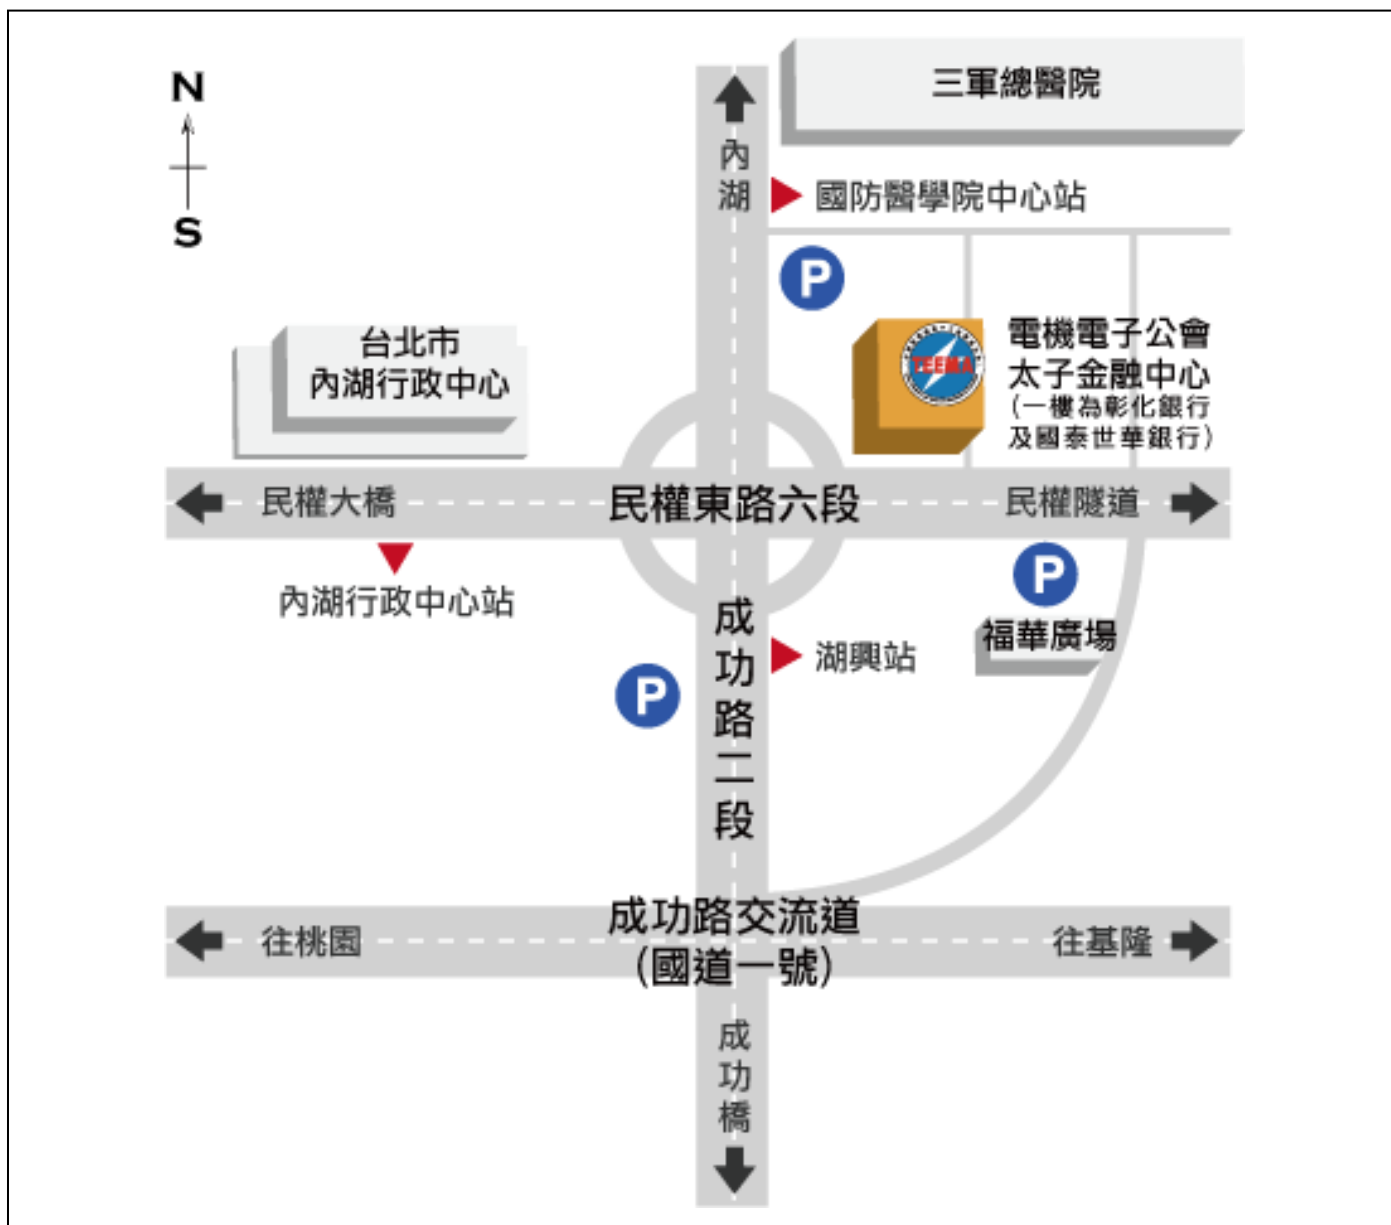 N
S
三軍總醫院
內湖
國防醫學院中心站
P
台北市
內湖行政中心
TEEMA
電機電子公會
太子金融中心
(一樓為彰化銀行
及國泰世華銀行)
民權大橋
民權東路六段
民權隧道
內湖行政中心站
P
福華廣場
成功路二段
湖興站
P
往桃園
成功路交流道
(國道一號)
往基隆
成功橋